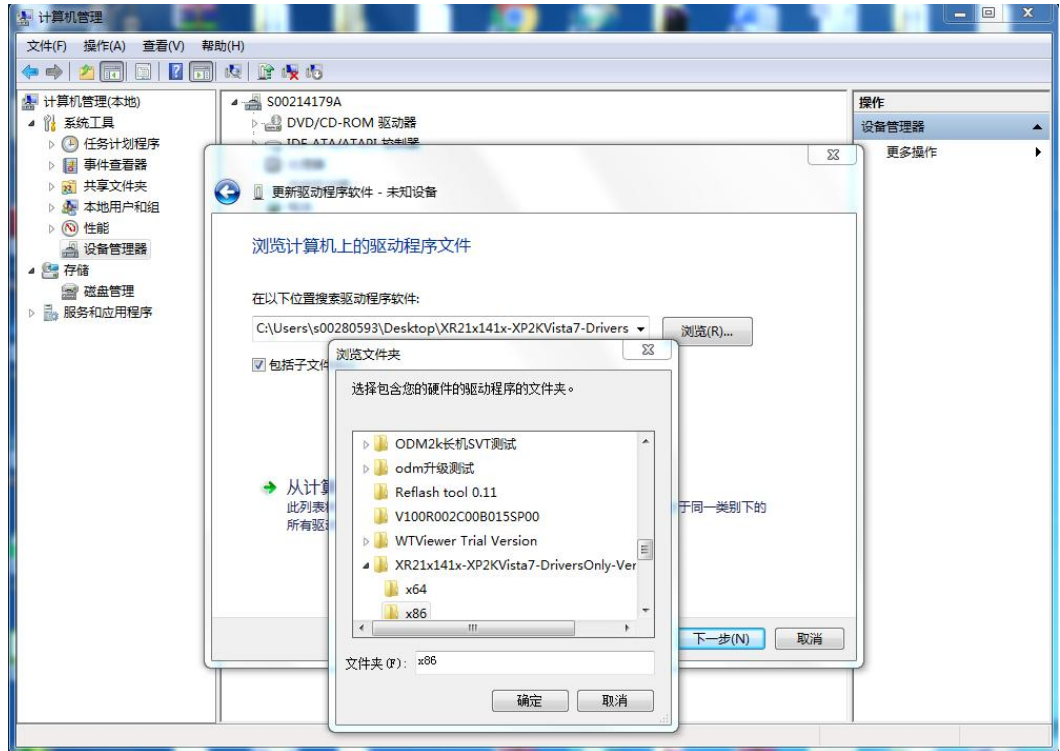 计算机管理
文件(F) 操作(A) 查看(V) 帮助(H)
计算机管理(本地)
系统工具
任务计划程序
事件查看器
共享文件夹
本地用户和组
性能
设备管理器
存储
磁盘管理
服务和应用程序
S00214179A
DVD/CD-ROM 驱动器
IDE ATA/ATAPI 控制器
操作
设备管理器
更多操作
更新驱动程序软件 - 未知设备
浏览计算机上的驱动程序文件
在以下位置搜索驱动程序软件:
C:\Users\s00280593\Desktop\XR21x141x-XP2KVista7-Drivers
浏览(R)...
包括子文件
从计算
此列表
于同一类别下的
所有驱
下一步(N)
取消
浏览文件夹
选择包含您的硬件的驱动程序的文件夹。
ODM2k长机SVT测试
odm升级测试
Reflash tool 0.11
V100R002C00B015SP00
WTViewer Trial Version
XR21x141x-XP2KVista7-DriversOnly-Ver
x64
x86
文件夹(F): x86
确定
取消